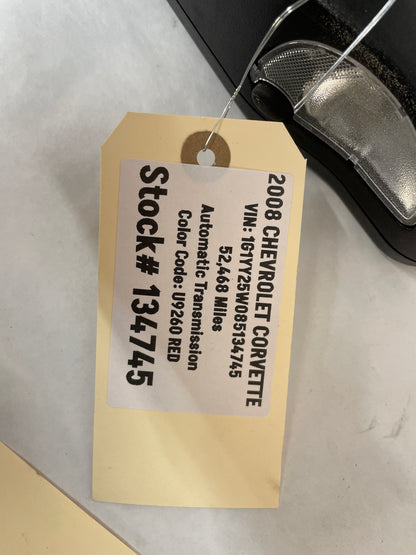 2008 CHEVROLET CORVETTE
VIN: 1G1YY25W085134745
52,468 Miles
Automatic Transmission
Color Code: U9260 RED
Stock# 134745